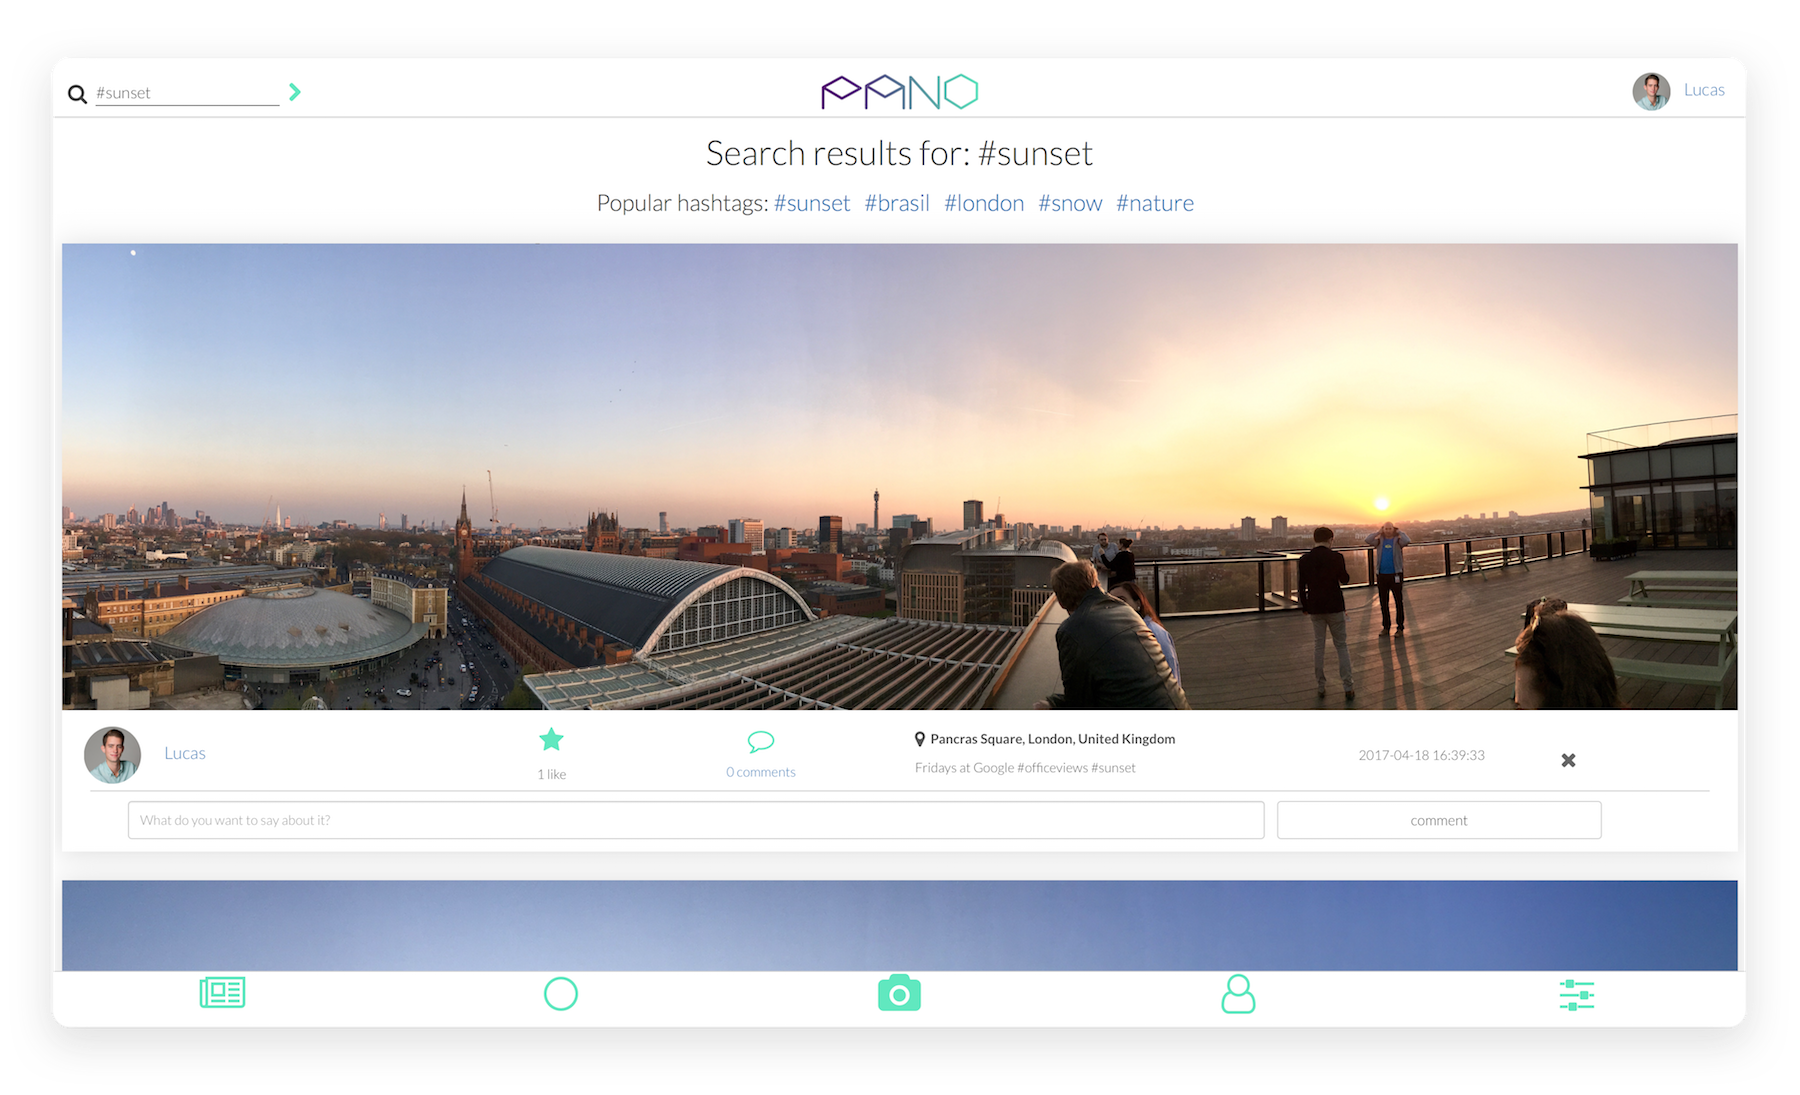 #sunset
PANO
Lucas
Search results for: #sunset
Popular hashtags: #sunset #brasil #london #snow #nature
Lucas
1 like
0 comments
Pancras Square, London, United Kingdom
Fridays at Google #officeviews #sunset
2017-04-18 16:39:33
What do you want to say about it?
comment